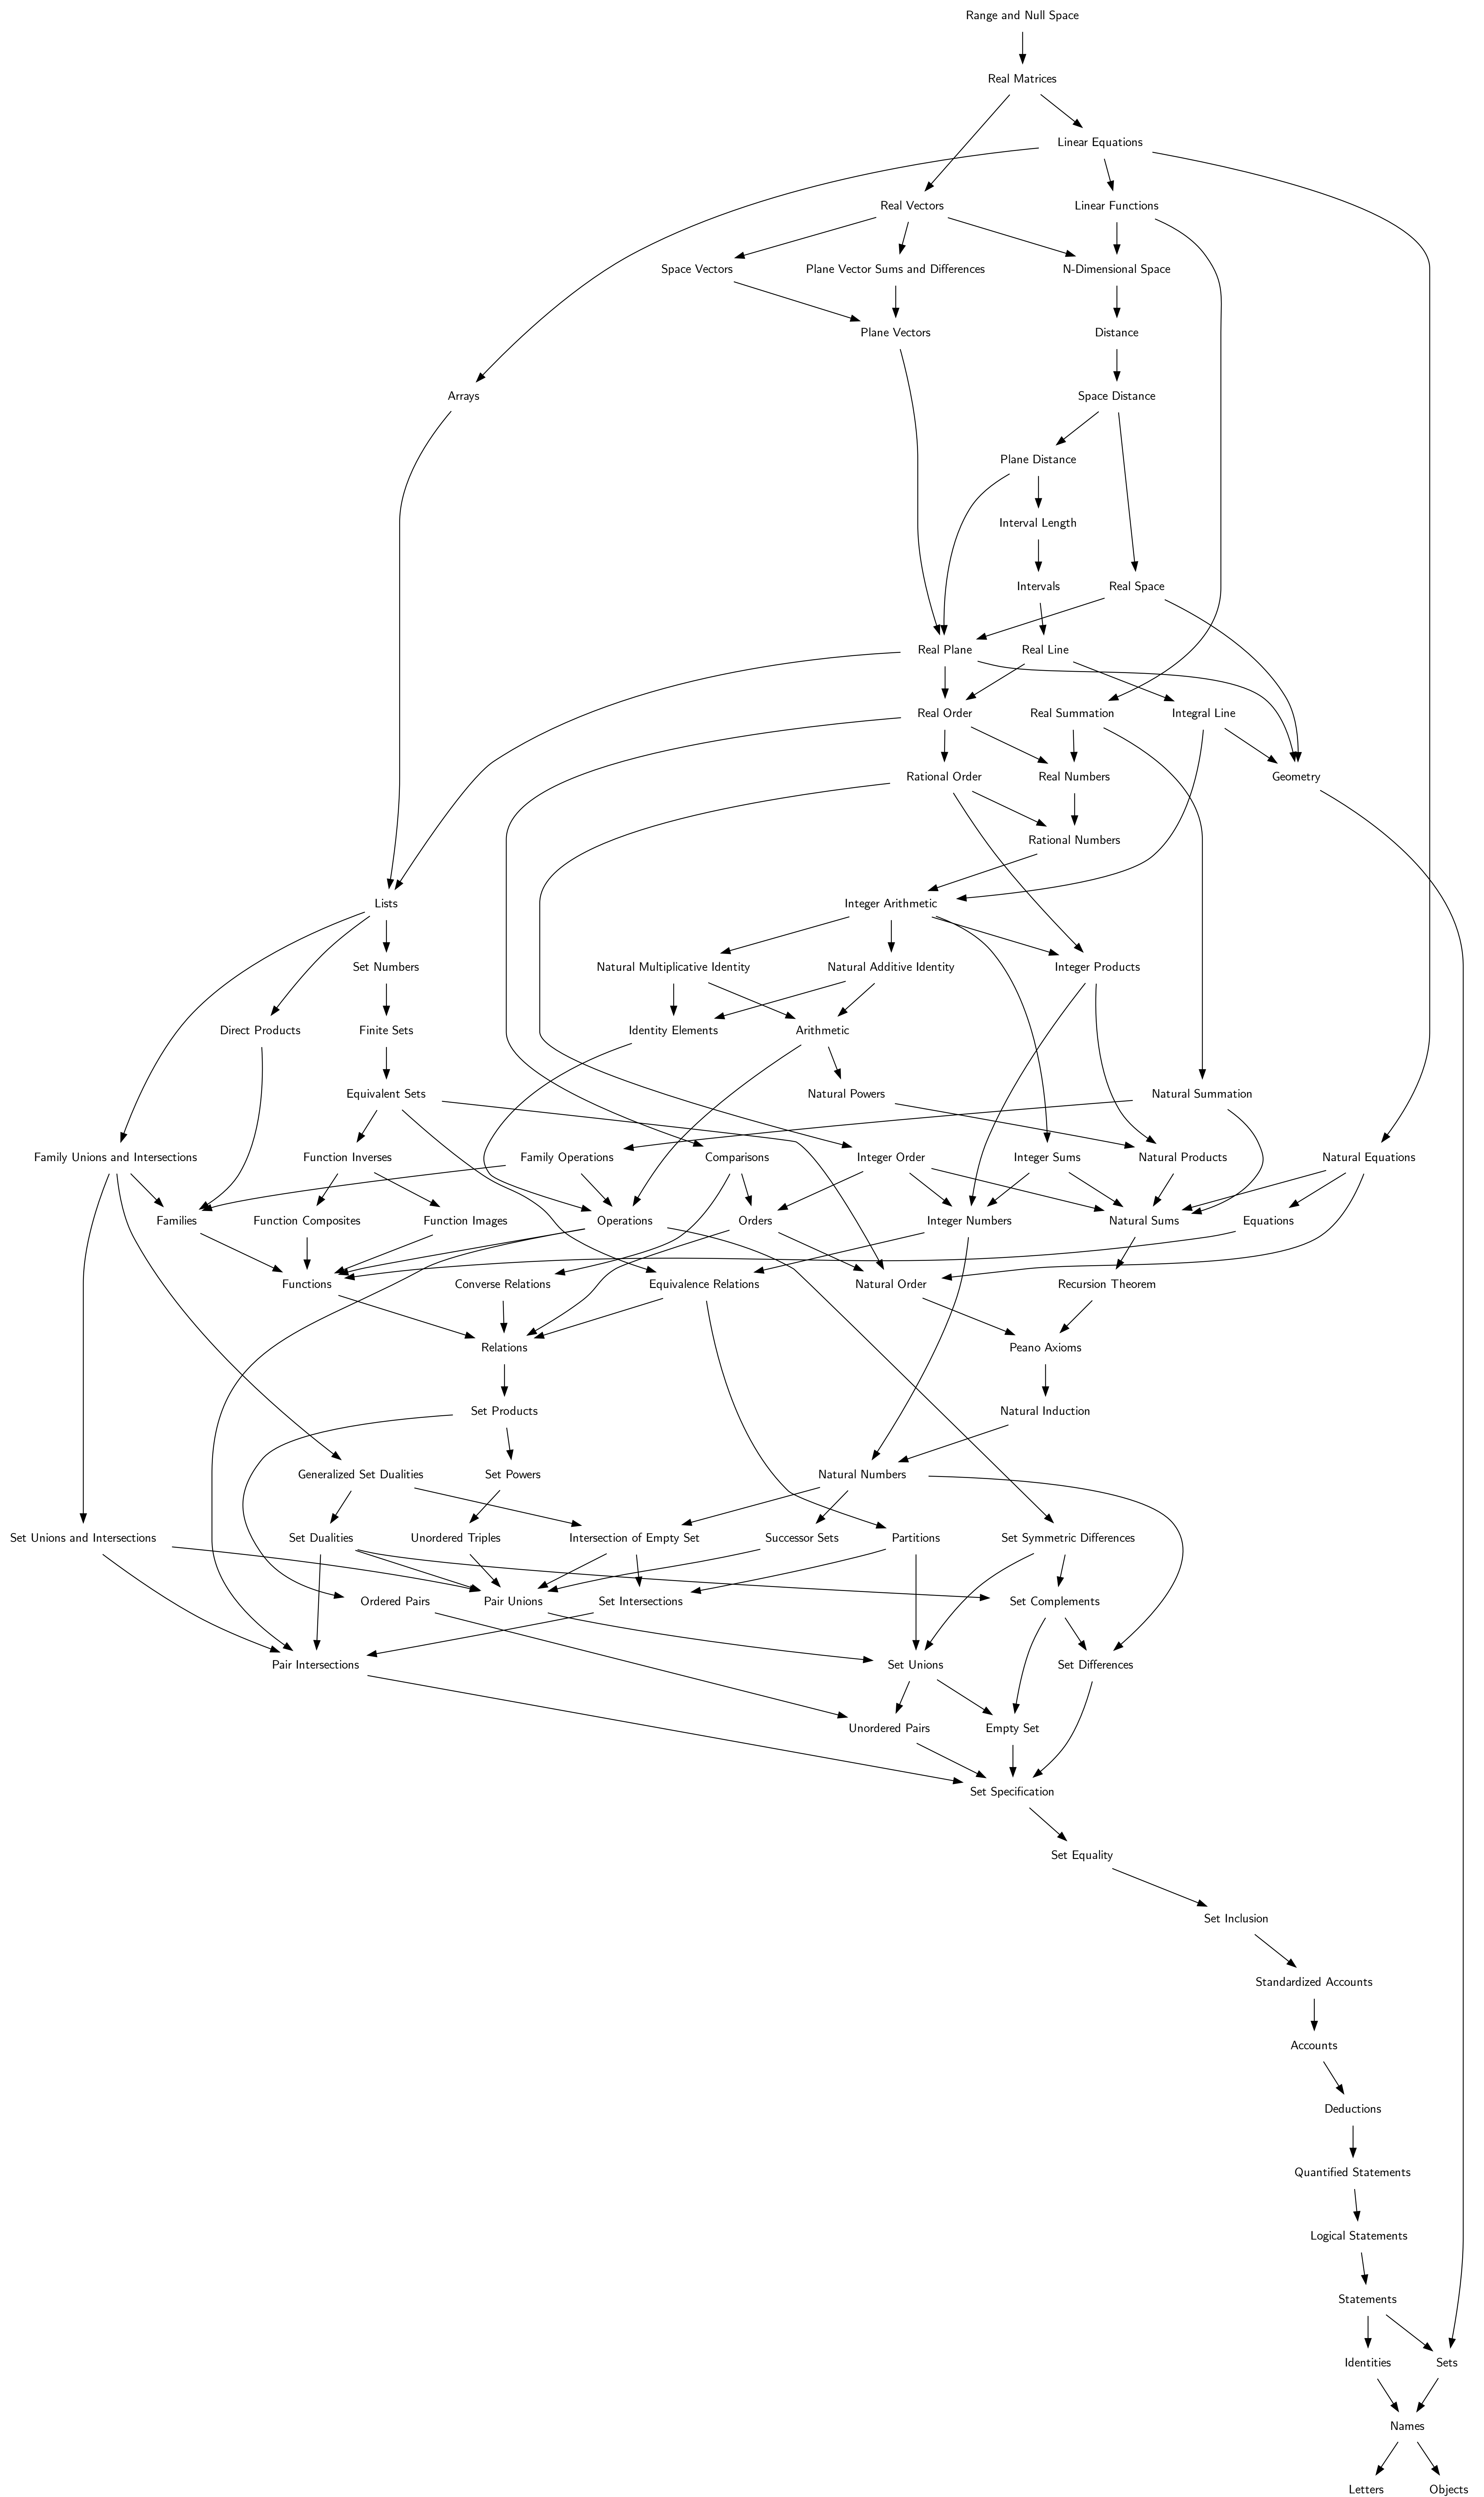 Range and Null Space
Real Matrices
Linear Equations
Real Vectors
Linear Functions
Space Vectors
Plane Vector Sums and Differences
N-Dimensional Space
Plane Vectors
Distance
Arrays
Space Distance
Plane Distance
Interval Length
Intervals
Real Space
Real Plane
Real Line
Real Order
Real Summation
Integral Line
Rational Order
Real Numbers
Geometry
Rational Numbers
Lists
Integer Arithmetic
Set Numbers
Natural Multiplicative Identity
Natural Additive Identity
Integer Products
Direct Products
Finite Sets
Identity Elements
Arithmetic
Equivalent Sets
Natural Powers
Natural Summation
Family Unions and Intersections
Function Inverses
Family Operations
Comparisons
Integer Order
Integer Sums
Natural Products
Natural Equations
Families
Function Composites
Function Images
Operations
Orders
Integer Numbers
Natural Sums
Equations
Functions
Converse Relations
Equivalence Relations
Natural Order
Recursion Theorem
Relations
Peano Axioms
Set Products
Natural Induction
Generalized Set Dualities
Set Powers
Natural Numbers
Set Unions and Intersections
Set Dualities
Unordered Triples
Intersection of Empty Set
Successor Sets
Partitions
Set Symmetric Differences
Ordered Pairs
Pair Unions
Set Intersections
Set Complements
Pair Intersections
Set Unions
Set Differences
Unordered Pairs
Empty Set
Set Specification
Set Equality
Set Inclusion
Standardized Accounts
Accounts
Deductions
Quantified Statements
Logical Statements
Statements
Identities
Sets
Names
Letters
Objects